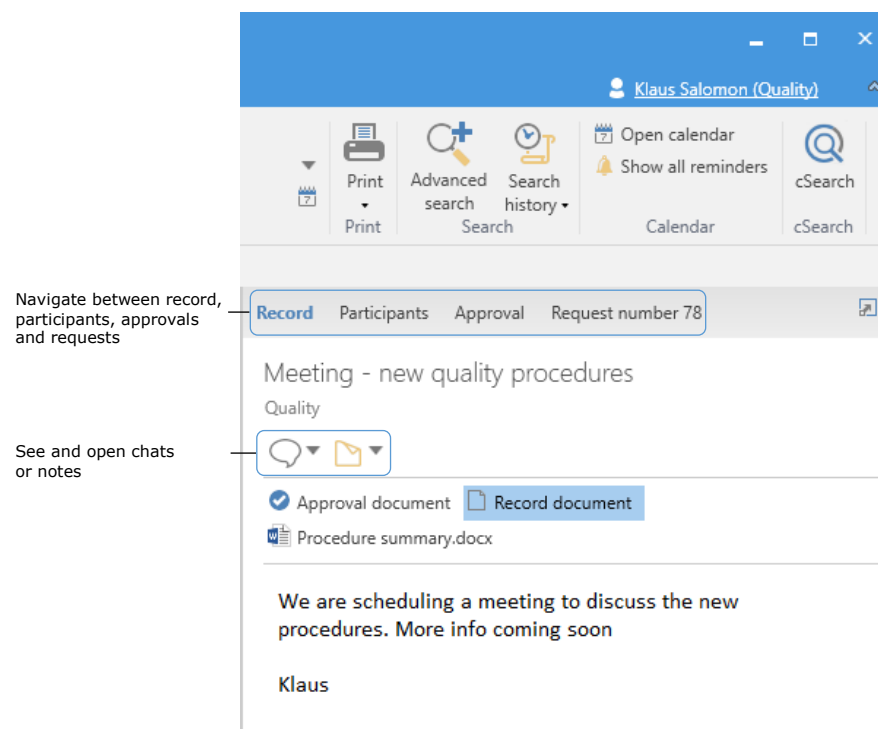 Klaus Salomon (Quality)
Open calendar
Show all reminders
Print
Advanced
search
Search
history
cSearch
7
7
Print
Search
Calendar
cSearch
Navigate between record,
participants, approvals
and requests
Record Participants Approval Request number 78
Meeting - new quality procedures
Quality
See and open chats
or notes
Approval document Record document
W Procedure summary.docx
We are scheduling a meeting to discuss the new
procedures. More info coming soon
Klaus